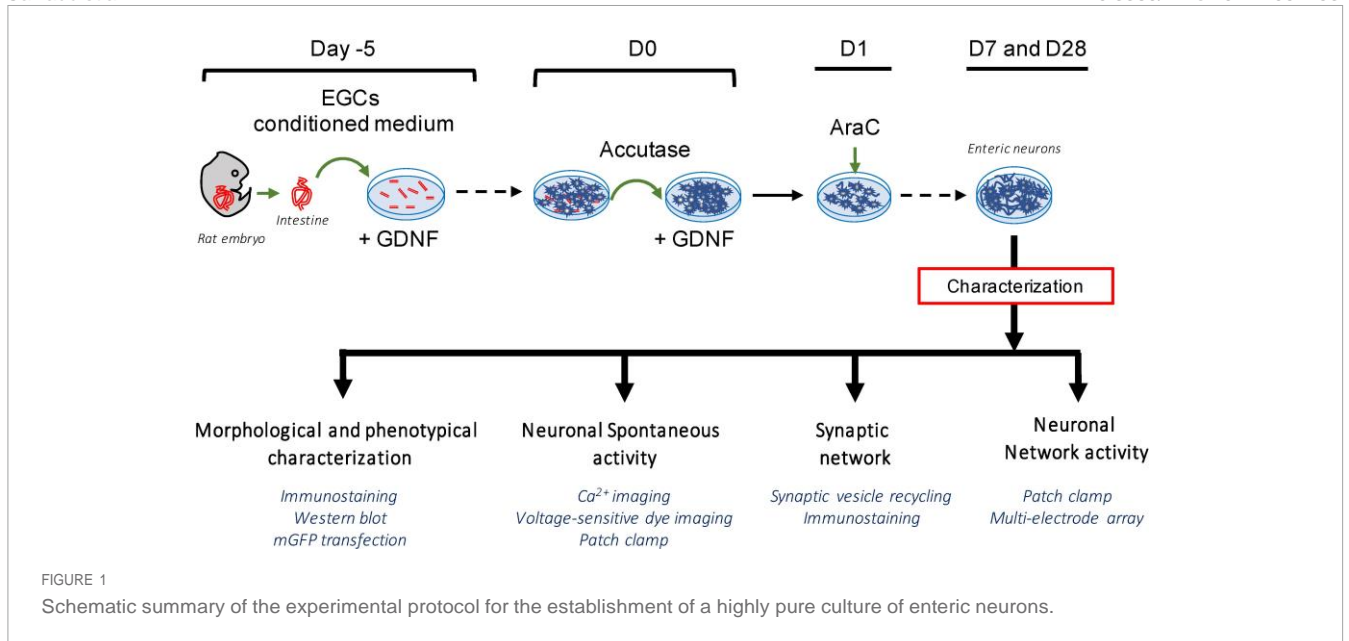 Day -5
D0
D1
D7 and D28
EGCs
conditioned medium
Accutase
AraC
Enteric neurons
Intestine
Rat embryo
+ GDNF
+ GDNF
Characterization
Morphological and phenotypical
characterization
Immunostaining
Western blot
mGFP transfection
Neuronal Spontaneous
activity
Ca2+ imaging
Voltage-sensitive dye imaging
Patch clamp
Synaptic
network
Synaptic vesicle recycling
Immunostaining
Neuronal
Network activity
Patch clamp
Multi-electrode array
FIGURE 1
Schematic summary of the experimental protocol for the establishment of a highly pure culture of enteric neurons.